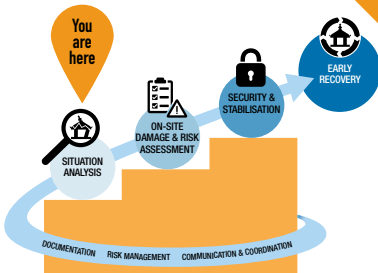 You
are
here
EARLY
RECOVERY
SECURITY &
STABILISATION
ON-SITE
DAMAGE & RISK
ASSESSMENT
SITUATION
ANALYSIS
DOCUMENTATION RISK MANAGEMENT COMMUNICATION & COORDINATION